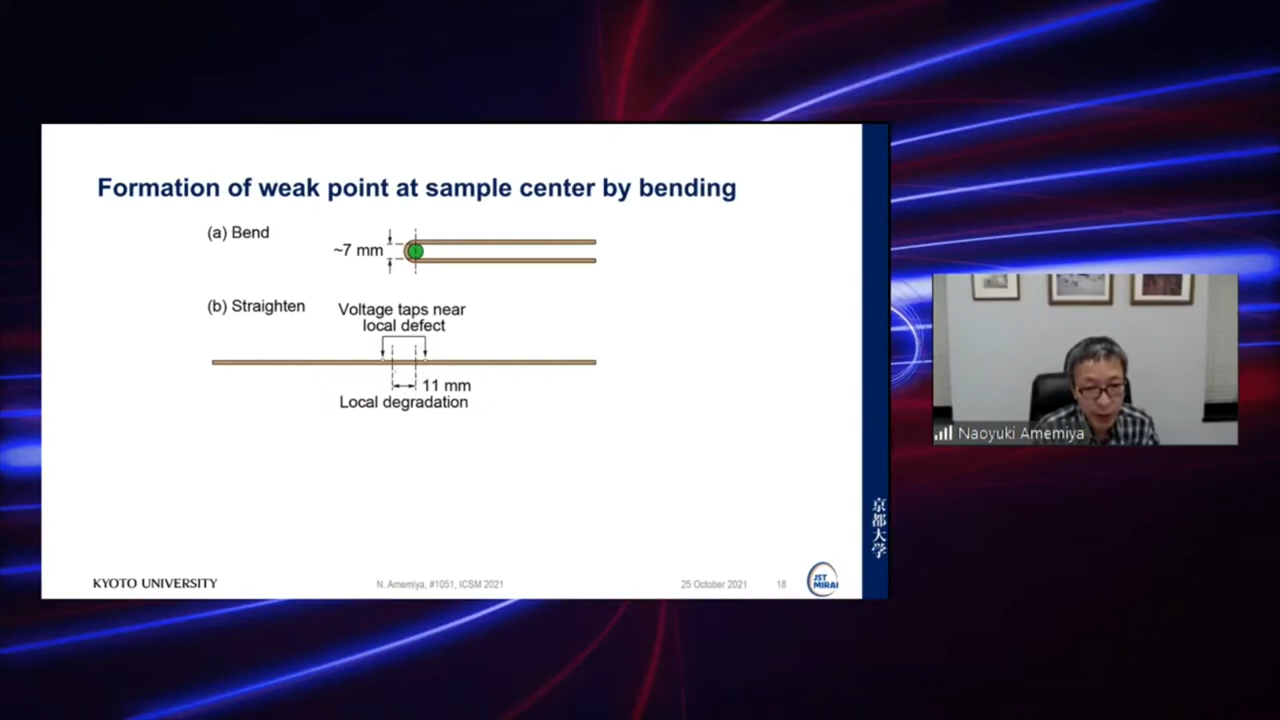 Formation of weak point at sample center by bending
(a) Bend
~7 mm
(b) Straighten
Voltage taps near
local defect
11 mm
Local degradation
京都大学
KYOTO UNIVERSITY
N. Amemiya, #1051, ICSM 2021
25 October 2021
18
JST
MIRAI
Naoyuki Amemiya